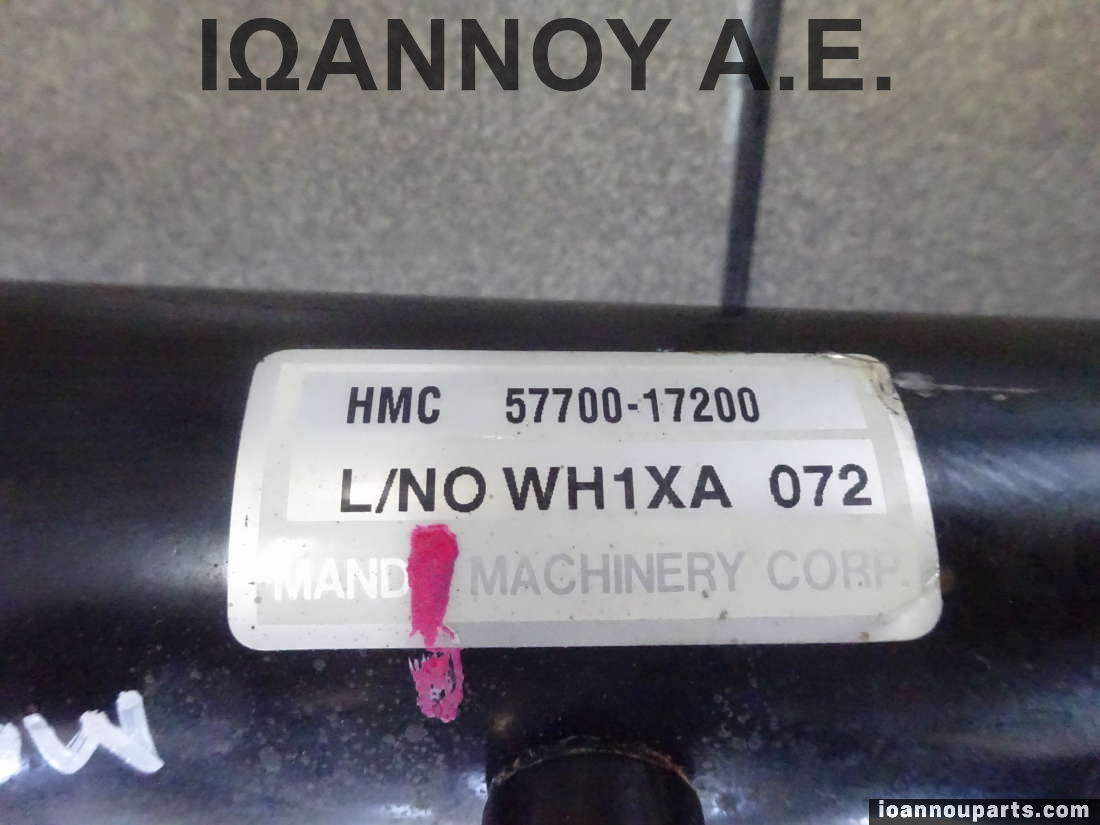 ΙΩΑΝΝΟΥ Α.Ε.
HMC 57700-17200
L/NO WH1XA 072
MACHINERY CORP.
ioannouparts.com